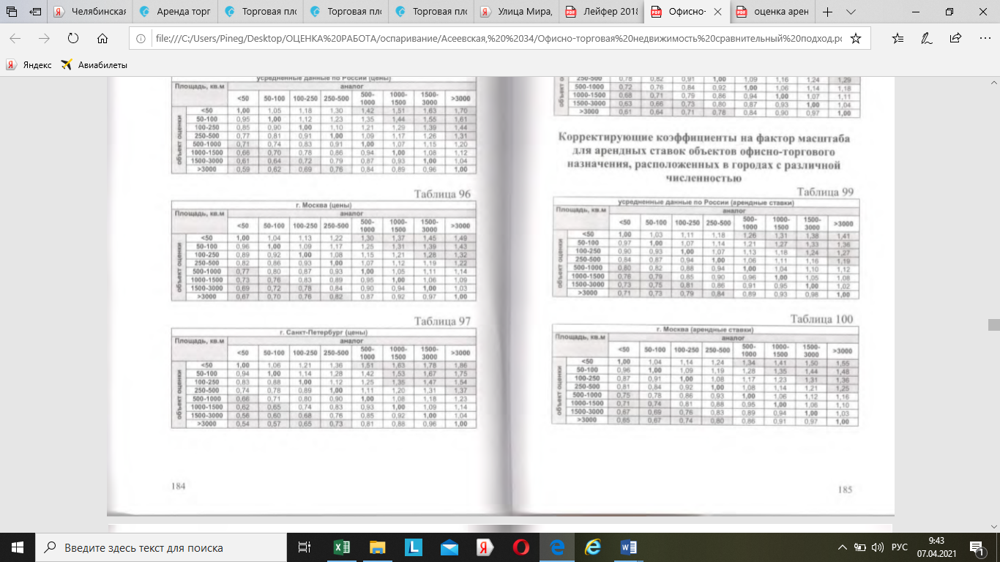 Челябинская
Аренда торг
Торговая пло
Торговая пло
Торговая пло
Улица Мира,
Лейфер 2018
Офисно-
оценка арен
file:///C:/Users/Pineg/Desktop/ОЦЕНКА%20РАБОТА/оспаривание/Асеевская,%20%2034/Офисно-торговая%20недвижимость%20сравнительный%20подход.pc
Яндекс
Авиабилеты
усредненные данные по России (цены)
Площадь, кв.м аналог
<50 50-100 100-250 250-500 500-1000 1000-1500 1500-3000 >3000
объект оценки
<50 1,00 1,05 1,18 1,30 1,42 1,51 1,63 1,70
50-100 0,95 1,00 1,12 1,23 1,35 1,44 1,55 1,61
100-250 0,85 0,90 1,00 1,10 1,21 1,29 1,39 1,44
250-500 0,77 0,81 0,91 1,00 1,09 1,17 1,26 1,31
500-1000 0,71 0,74 0,83 0,91 1,00 1,07 1,15 1,20
1000-1500 0,66 0,70 0,78 0,86 0,94 1,00 1,08 1,12
1500-3000 0,61 0,64 0,72 0,79 0,87 0,93 1,00 1,04
>3000 0,59 0,62 0,69 0,76 0,84 0,89 0,96 1,00
Таблица 96
г. Москва (цены)
Площадь, кв.м аналог
<50 50-100 100-250 250-500 500-1000 1000-1500 1500-3000 >3000
объект оценки
<50 1,00 1,04 1,13 1,22 1,30 1,37 1,45 1,49
50-100 0,96 1,00 1,09 1,17 1,25 1,31 1,39 1,43
100-250 0,89 0,92 1,00 1,08 1,15 1,21 1,28 1,32
250-500 0,82 0,86 0,93 1,00 1,07 1,12 1,19 1,22
500-1000 0,77 0,80 0,87 0,93 1,00 1,05 1,11 1,14
1000-1500 0,73 0,76 0,83 0,89 0,95 1,00 1,06 1,09
1500-3000 0,69 0,72 0,78 0,84 0,90 0,94 1,00 1,03
>3000 0,67 0,70 0,76 0,82 0,87 0,92 0,97 1,00
Таблица 97
г. Санкт-Петербург (цены)
Площадь, кв.м аналог
<50 50-100 100-250 250-500 500-1000 1000-1500 1500-3000 >3000
объект оценки
<50 1,00 1,06 1,21 1,36 1,51 1,63 1,78 1,86
50-100 0,94 1,00 1,14 1,28 1,42 1,53 1,67 1,75
100-250 0,83 0,88 1,00 1,12 1,25 1,35 1,47 1,54
250-500 0,74 0,78 0,89 1,00 1,11 1,20 1,31 1,37
500-1000 0,66 0,71 0,80 0,90 1,00 1,08 1,18 1,23
1000-1500 0,62 0,65 0,74 0,83 0,93 1,00 1,09 1,14
1500-3000 0,56 0,60 0,68 0,76 0,85 0,92 1,00 1,04
>3000 0,54 0,57 0,65 0,73 0,81 0,88 0,96 1,00
184
250-500 0,78 0,82 0,91 1,00 1,09 1,16 1,24 1,29
500-1000 0,72 0,76 0,84 0,92 1,00 1,06 1,14 1,18
1000-1500 0,68 0,71 0,79 0,86 0,94 1,00 1,07 1,11
1500-3000 0,63 0,66 0,73 0,80 0,87 0,93 1,00 1,04
>3000 0,61 0,64 0,71 0,78 0,84 0,90 0,97 1,00
Корректирующие коэффициенты на фактор масштаба
для арендных ставок объектов офисно-торгового
назначения, расположенных в городах с различной
численностью
Таблица 99
усредненные данные по России (арендные ставки)
Площадь, кв.м аналог
<50 50-100 100-250 250-500 500-1000 1000-1500 1500-3000 >3000
объект оценки
<50 1,00 1,03 1,11 1,18 1,26 1,31 1,38 1,41
50-100 0,97 1,00 1,07 1,14 1,21 1,27 1,33 1,36
100-250 0,90 0,93 1,00 1,07 1,13 1,18 1,24 1,27
250-500 0,84 0,87 0,94 1,00 1,06 1,11 1,16 1,19
500-1000 0,80 0,82 0,88 0,94 1,00 1,04 1,10 1,12
1000-1500 0,76 0,79 0,85 0,90 0,96 1,00 1,05 1,08
1500-3000 0,73 0,75 0,81 0,86 0,91 0,95 1,00 1,02
>3000 0,71 0,73 0,79 0,84 0,89 0,93 0,98 1,00
Таблица 100
г. Москва (арендные ставки)
Площадь, кв.м аналог
<50 50-100 100-250 250-500 500-1000 1000-1500 1500-3000 >3000
объект оценки
<50 1,00 1,04 1,14 1,24 1,34 1,41 1,50 1,55
50-100 0,96 1,00 1,09 1,19 1,28 1,35 1,44 1,48
100-250 0,87 0,91 1,00 1,08 1,17 1,23 1,31 1,36
250-500 0,81 0,84 0,92 1,00 1,08 1,14 1,21 1,25
500-1000 0,75 0,78 0,86 0,93 1,00 1,06 1,12 1,16
1000-1500 0,71 0,74 0,81 0,88 0,95 1,00 1,06 1,10
1500-3000 0,67 0,69 0,76 0,83 0,89 0,94 1,00 1,03
>3000 0,65 0,67 0,74 0,80 0,86 0,91 0,97 1,00
185
Введите здесь текст для поиска
РУС
9:43
07.04.2021